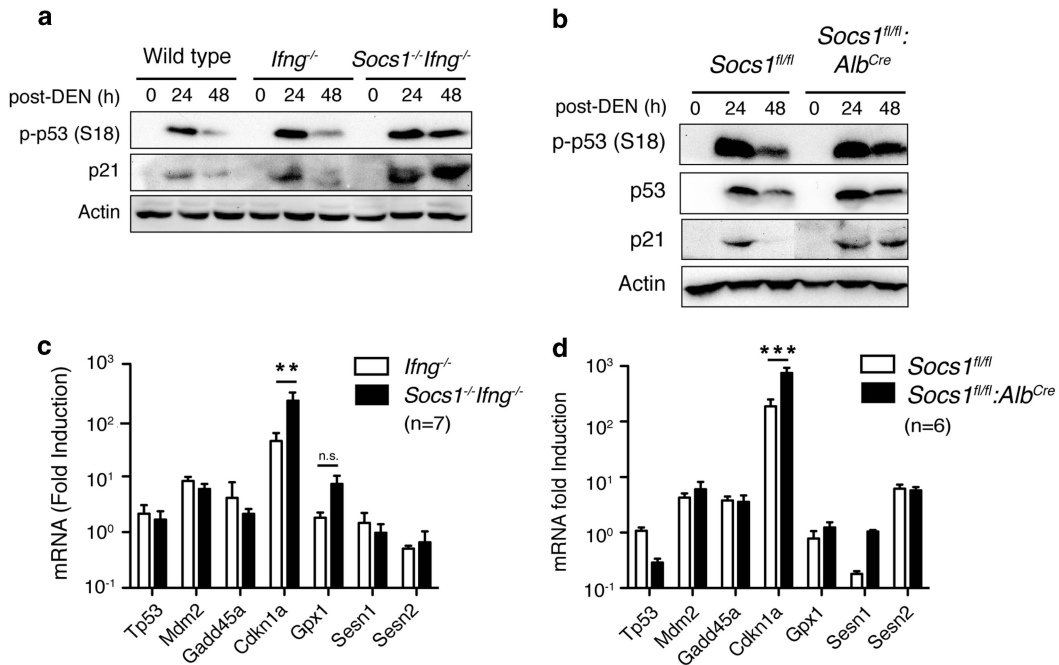 a
Wild type Ifng-/- Socs1-/-Ifng-/-
post-DEN (h) 0 24 48 0 24 48 0 24 48
p-p53 (S18)
p21
Actin
b
Socs1fl/fl Socs1fl/fl:
AlbCre
post-DEN (h) 0 24 48 0 24 48
p-p53 (S18)
p53
p21
Actin
c
mRNA (Fold Induction)
10³
10²
10¹
10⁰
10⁻¹
**
n.s.
Ifng-/-
Socs1-/-Ifng-/-
(n=7)
Tp53 Mdm2 Gadd45a Cdkn1a Gpx1 Sesn1 Sesn2
d
mRNA fold Induction
10³
10²
10¹
10⁰
10⁻¹
***
Socs1fl/fl
Socs1fl/fl:AlbCre
(n=6)
Tp53 Mdm2 Gadd45a Cdkn1a Gpx1 Sesn1 Sesn2